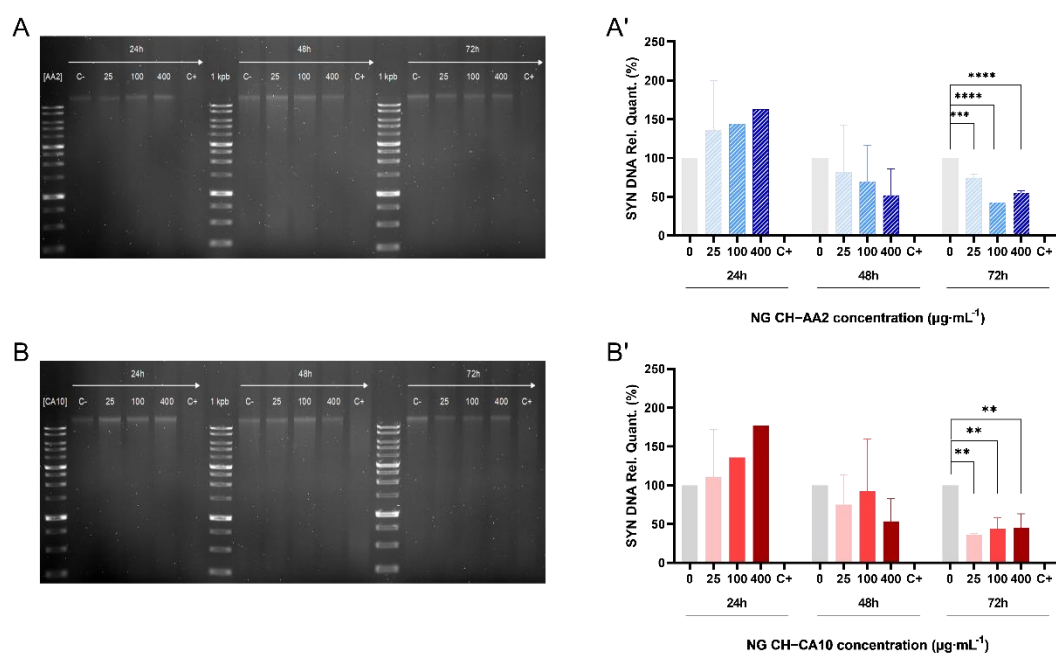 A
24h 48h 72h
[AA2] C- 25 100 400 C+ 1 kpb C- 25 100 400 C+ 1 kpb C- 25 100 400 C+
A'
250
200
150
100
50
0
SYN DNA Rel. Quant. (%)
****
****
***
0 25 100 400 C+ 0 25 100 400 C+ 0 25 100 400 C+
24h 48h 72h
NG CH−AA2 concentration (µg·mL⁻¹)
B
24h 48h 72h
[CA10] C- 25 100 400 C+ 1 kpb C- 25 100 400 C+ C- 25 100 400 C+
B'
250
200
150
100
50
0
SYN DNA Rel. Quant. (%)
**
**
**
0 25 100 400 C+ 0 25 100 400 C+ 0 25 100 400 C+
24h 48h 72h
NG CH−CA10 concentration (µg·mL⁻¹)